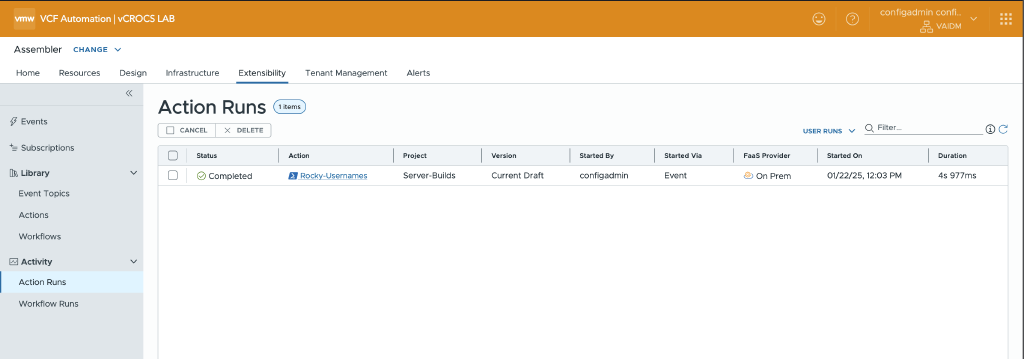 vmw VCF Automation | vCROCS LAB
configadmin confi..
VAIDM
Assembler CHANGE
Home Resources Design Infrastructure Extensibility Tenant Management Alerts
Events
Subscriptions
Library
Event Topics
Actions
Workflows
Activity
Action Runs
Workflow Runs
Action Runs 1 items
CANCEL DELETE
USER RUNS Filter...
Status Action Project Version Started By Started Via FaaS Provider Started On Duration
Completed Rocky-Usernames Server-Builds Current Draft configadmin Event On Prem 01/22/25, 12:03 PM 4s 977ms